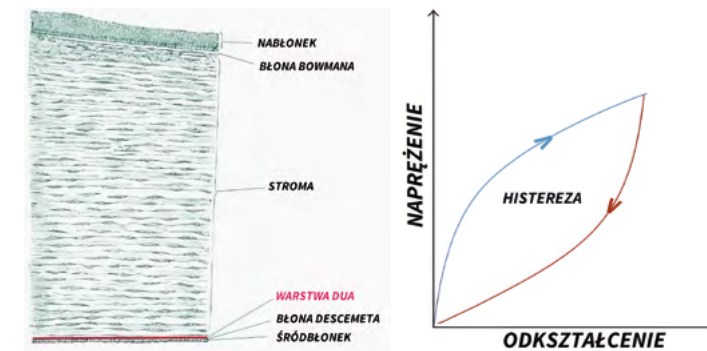 NABŁONEK
BŁONA BOWMANA
STROMA
WARSTWA DUA
BŁONA DESCEMETA
ŚRÓDBŁONEK
NAPRĘŻENIE
HISTEREZA
ODKSZTAŁCENIE